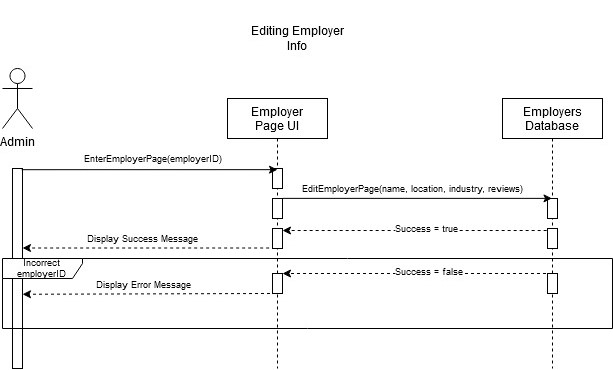 Editing Employer
Info
Employer
Page UI
Employers
Database
Admin
EnterEmployerPage(employerID)
EditEmployerPage(name, location, industry, reviews)
Success = true
Display Success Message
Incorrect
employerID
Success = false
Display Error Message